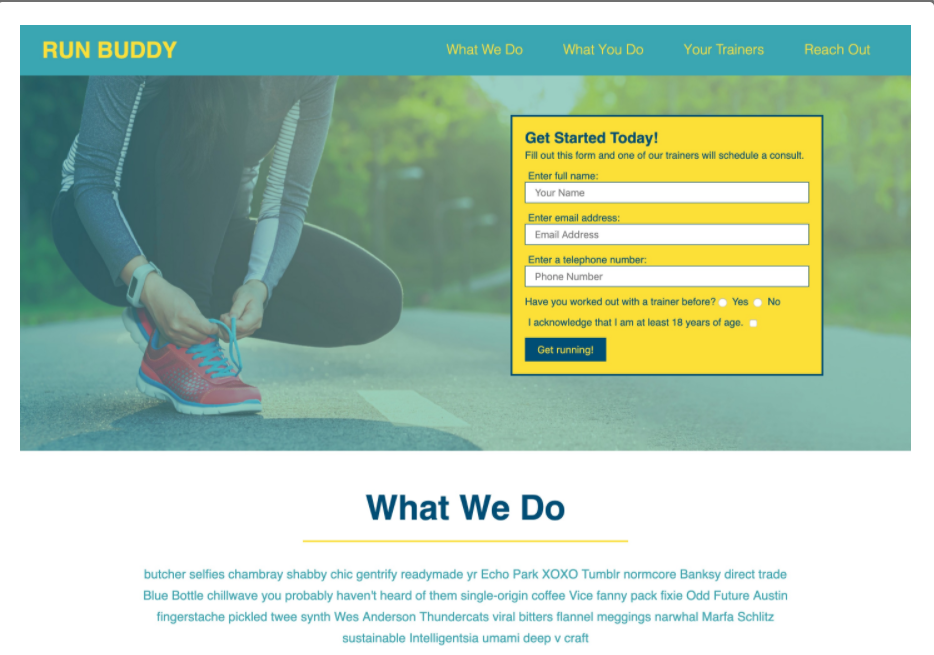 RUN BUDDY
What We Do
What You Do
Your Trainers
Reach Out
Get Started Today!
Fill out this form and one of our trainers will schedule a consult.
Enter full name:
Your Name
Enter email address:
Email Address
Enter a telephone number:
Phone Number
Have you worked out with a trainer before? Yes No
I acknowledge that I am at least 18 years of age.
Get running!
What We Do
butcher selfies chambray shabby chic gentrify readymade yr Echo Park XOXO Tumblr normcore Banksy direct trade
Blue Bottle chillwave you probably haven't heard of them single-origin coffee Vice fanny pack fixie Odd Future Austin
fingerstache pickled twee synth Wes Anderson Thundercats viral bitters flannel meggings narwhal Marfa Schlitz
sustainable Intelligentsia umami deep v craft